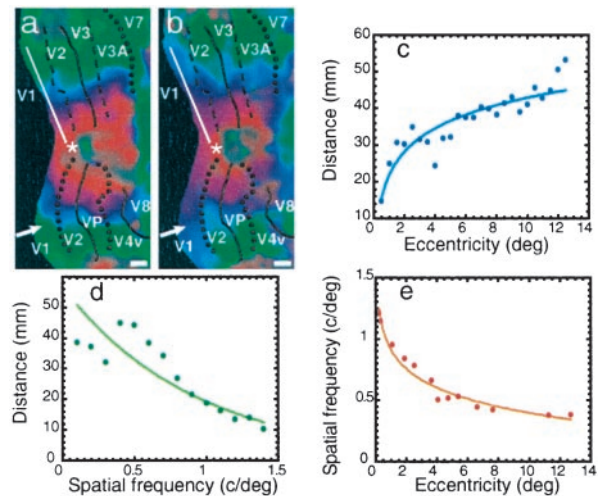 a
V7
V3
V2
V3A
V1
*
VP
V8
V1
V2
V4v
b
V7
V3
V2
V3A
V1
*
VP
V8
V1
V2
V4v
c
Distance (mm)
60
50
40
30
20
10
0 2 4 6 8 10 12 14
Eccentricity (deg)
d
Distance (mm)
50
40
30
20
10
0
0 0.5 1 1.5
Spatial frequency (c/deg)
e
Spatial frequency (c/deg)
1.5
1
0.5
0
0 2 4 6 8 10 12 14
Eccentricity (deg)